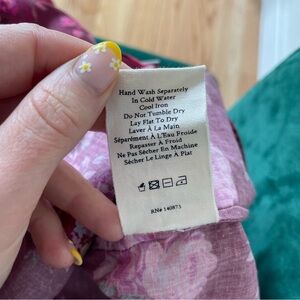 Hand Wash Separately
In Cold Water
Cool Iron
Do Not Tumble Dry
Lay Flat To Dry
Laver À La Main
Séparément À L'Eau Froide
Repasser À Froid
Ne Pas Sécher En Machine
Sécher Le Linge À Plat
RN# 140873